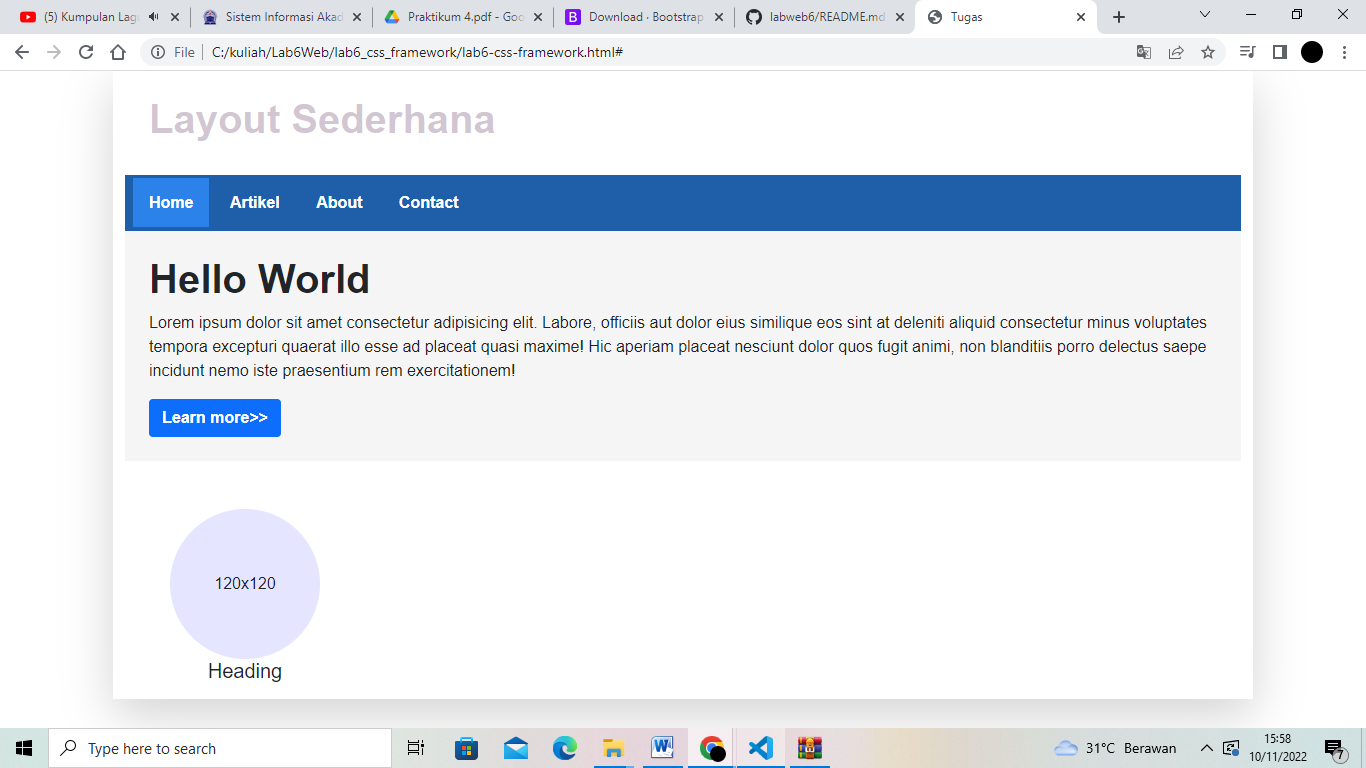 (5) Kumpulan Lag
Sistem Informasi Akad
Praktikum 4.pdf - Goo
Download · Bootstrap
labweb6/README.md
Tugas
File
C:/kuliah/Lab6Web/lab6_css_framework/lab6-css-framework.html#
Layout Sederhana
Home Artikel About Contact
Hello World
Lorem ipsum dolor sit amet consectetur adipisicing elit. Labore, officiis aut dolor eius similique eos sint at deleniti aliquid consectetur minus voluptates
tempora excepturi quaerat illo esse ad placeat quasi maxime! Hic aperiam placeat nesciunt dolor quos fugit animi, non blanditiis porro delectus saepe
incidunt nemo iste praesentium rem exercitationem!
Learn more>>
120x120
Heading
Type here to search
31°C Berawan
15:58
10/11/2022
7